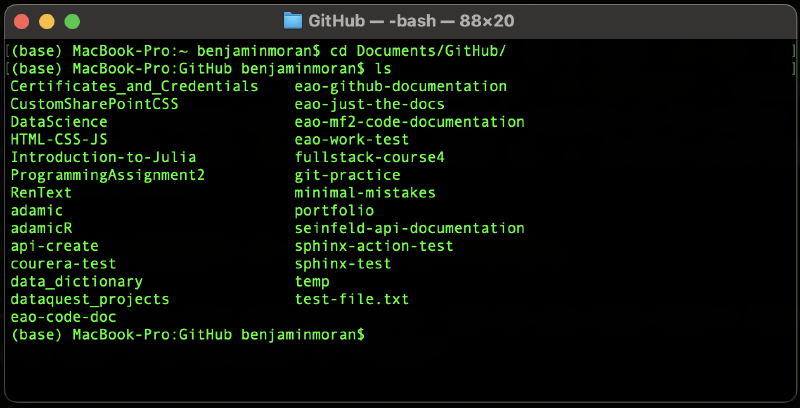 GitHub — -bash — 88×20
(base) MacBook-Pro:~ benjaminmoran$ cd Documents/GitHub/
(base) MacBook-Pro:GitHub benjaminmoran$ ls
Certificates_and_Credentials    eao-github-documentation
CustomSharePointCSS             eao-just-the-docs
DataScience                     eao-mf2-code-documentation
HTML-CSS-JS                     eao-work-test
Introduction-to-Julia           fullstack-course4
ProgrammingAssignment2          git-practice
RenText                         minimal-mistakes
adamic                          portfolio
adamicR                         seinfeld-api-documentation
api-create                      sphinx-action-test
courera-test                    sphinx-test
data_dictionary                 temp
dataquest_projects              test-file.txt
eao-code-doc
(base) MacBook-Pro:GitHub benjaminmoran$